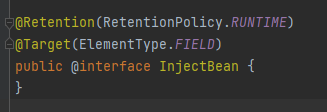 @Retention(RetentionPolicy.RUNTIME)
@Target(ElementType.FIELD)
public @interface InjectBean {
}